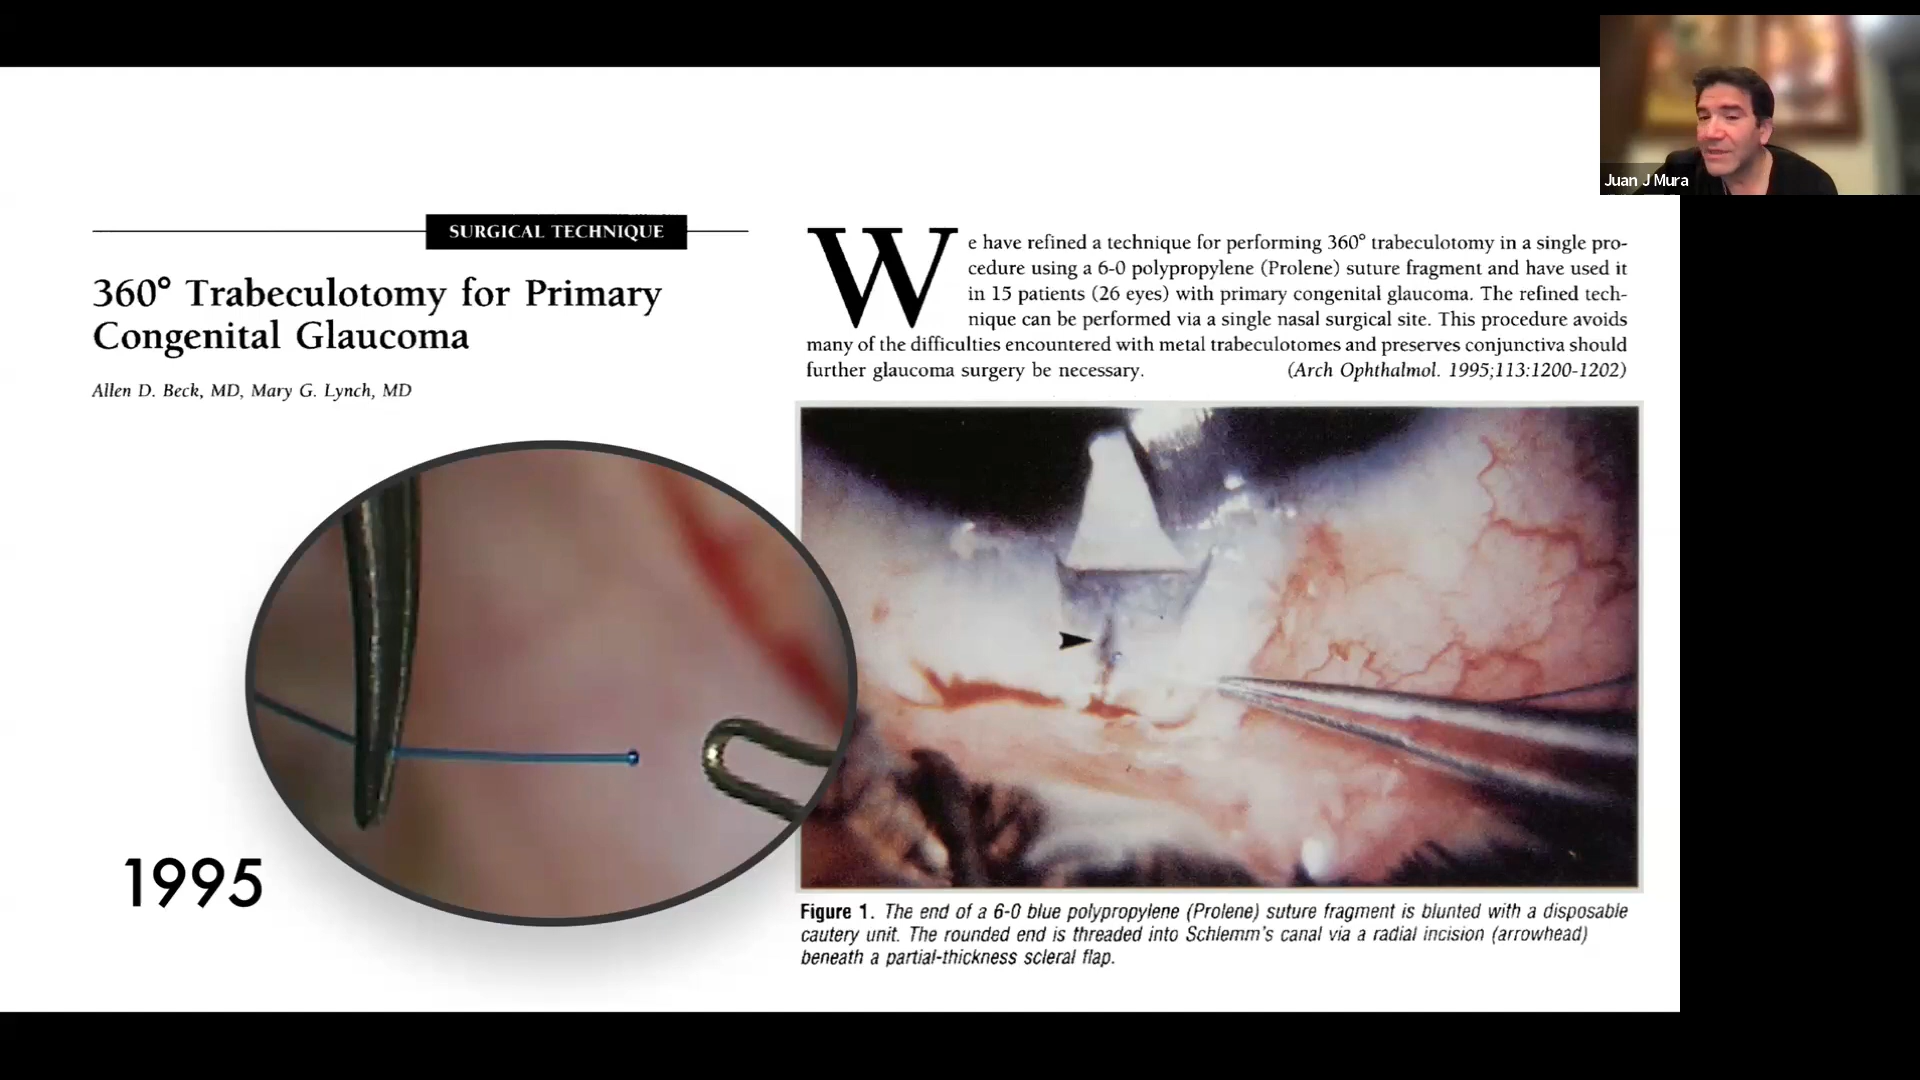 Juan J Mura
SURGICAL TECHNIQUE
360° Trabeculotomy for Primary
Congenital Glaucoma
Allen D. Beck, MD, Mary G. Lynch, MD
1995
We have refined a technique for performing 360° trabeculotomy in a single pro-
cedure using a 6-0 polypropylene (Prolene) suture fragment and have used it
in 15 patients (26 eyes) with primary congenital glaucoma. The refined tech-
nique can be performed via a single nasal surgical site. This procedure avoids
many of the difficulties encountered with metal trabeculotomes and preserves conjunctiva should
further glaucoma surgery be necessary. (Arch Ophthalmol. 1995;113:1200-1202)
Figure 1. The end of a 6-0 blue polypropylene (Prolene) suture fragment is blunted with a disposable
cautery unit. The rounded end is threaded into Schlemm's canal via a radial incision (arrowhead)
beneath a partial-thickness scleral flap.